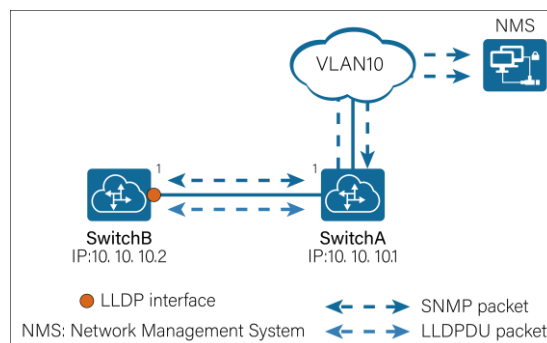 NMS
VLAN10
1
1
SwitchB
SwitchA
IP:10. 10. 10.2
IP:10. 10. 10.1
LLDP interface
SNMP packet
NMS: Network Management System
LLDPDU packet